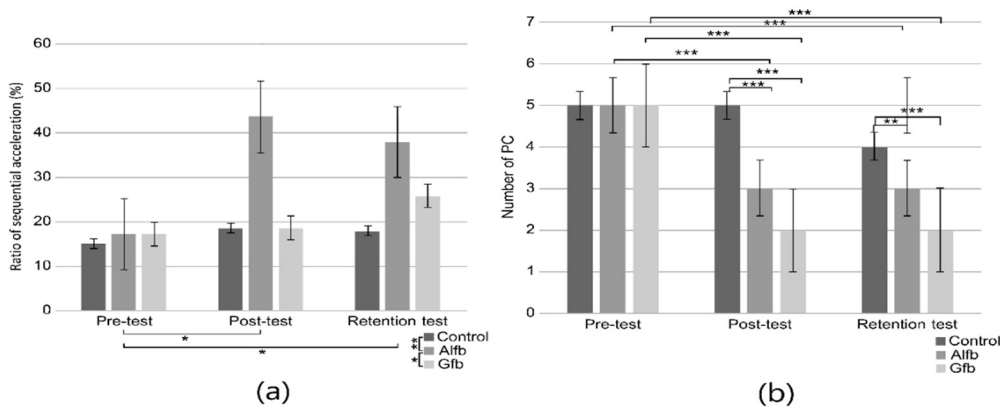 Ratio of sequential acceleration (%)
60
50
40
30
20
10
0
Pre-test
Post-test
Retention test
*
*
**
*
Control
AIfb
Gfb
(a)
Number of PC
7
6
5
4
3
2
1
0
***
***
***
***
***
***
***
**
Pre-test
Post-test
Retention test
Control
AIfb
Gfb
(b)